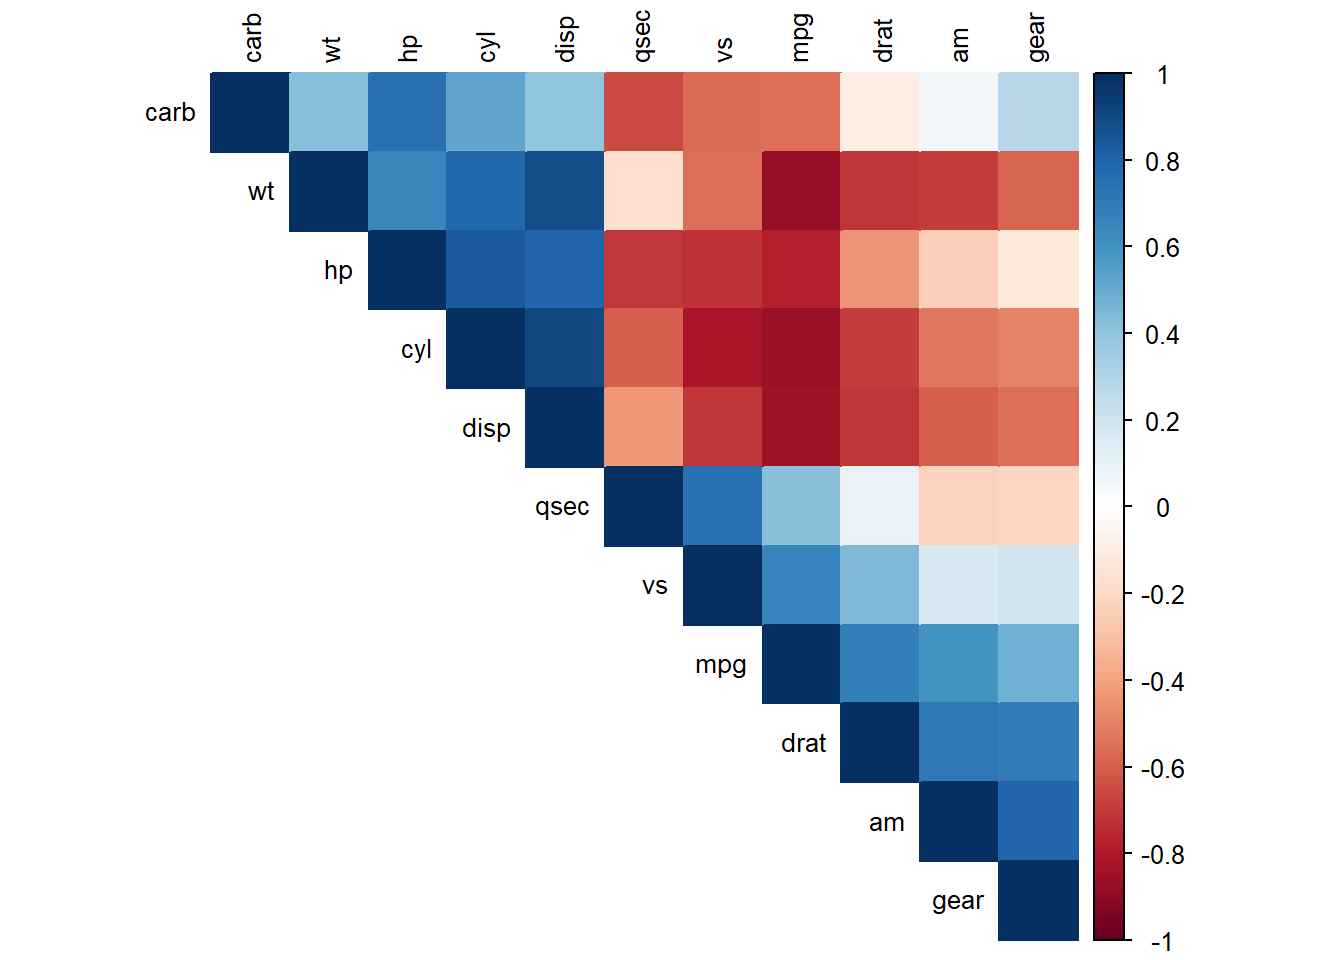 carb wt hp cyl disp qsec vs mpg drat am gear
carb
wt
hp
cyl
disp
qsec
vs
mpg
drat
am
gear
1
0.8
0.6
0.4
0.2
0
-0.2
-0.4
-0.6
-0.8
-1